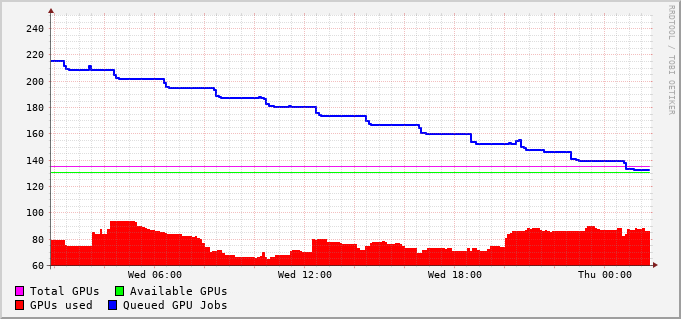 240
220
200
180
160
140
120
100
80
60
Wed 06:00 Wed 12:00 Wed 18:00 Thu 00:00
Total GPUs Available GPUs
GPUs used Queued GPU Jobs
RRDTOOL / TOBI OETIKER